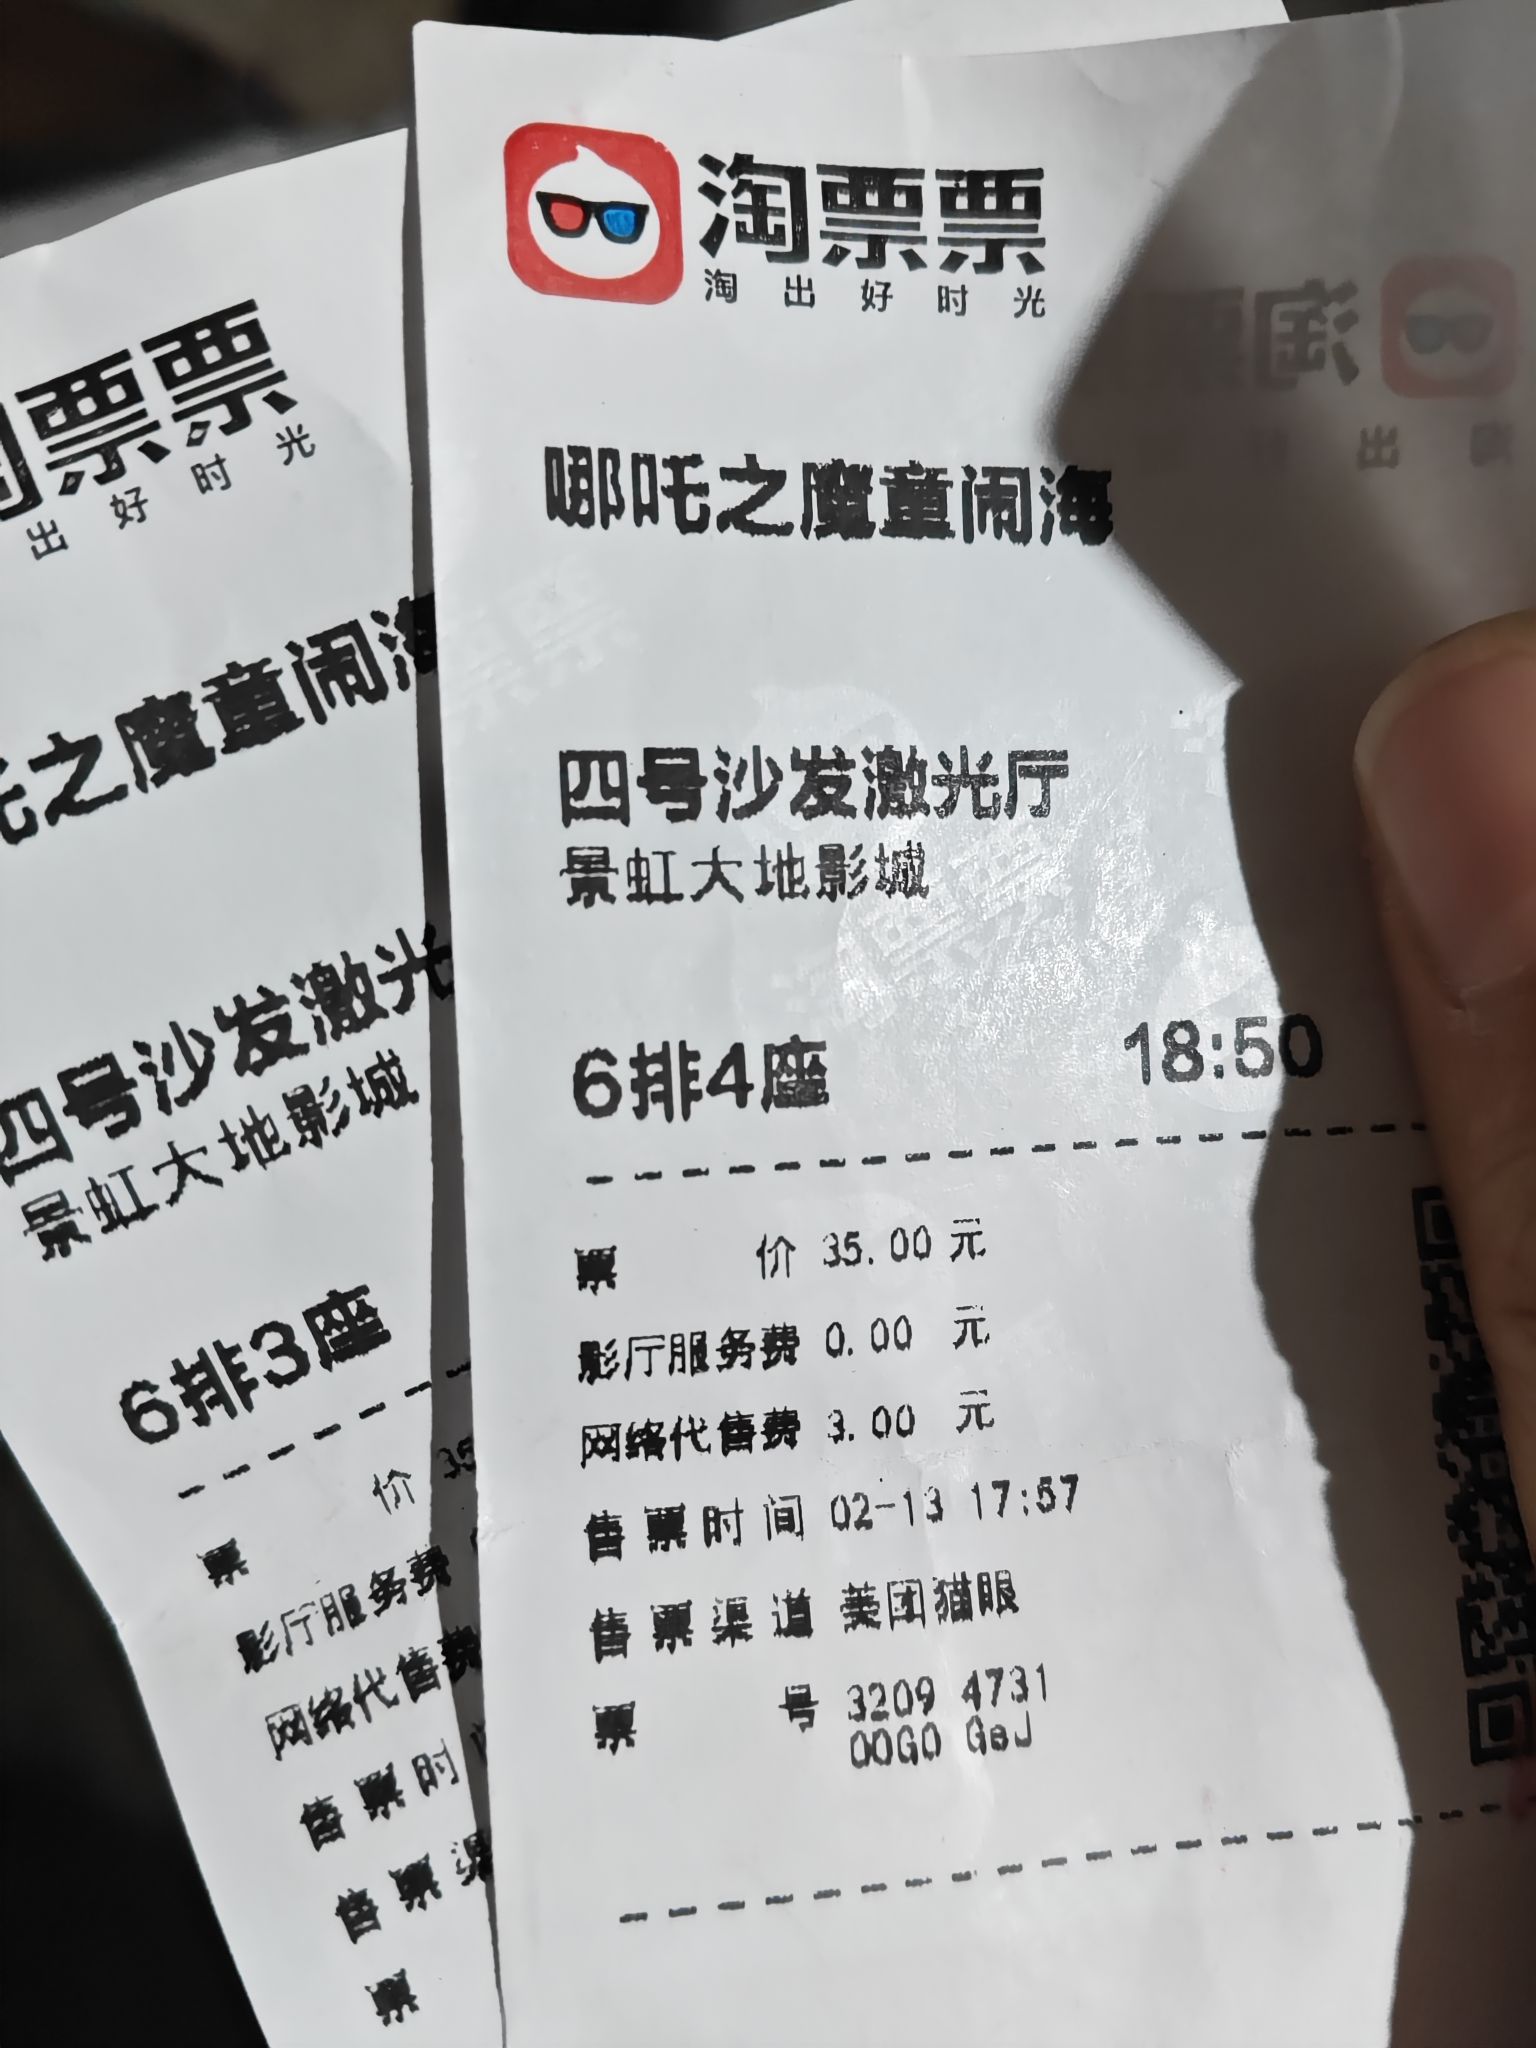 淘票票
淘出好时光
哪吒之魔童闹海
四号沙发激光厅
景虹大地影城
6排4座 18:50
票 价 35.00 元
影厅服务费 0.00 元
网络代售费 3.00 元
售票时间 02-13 17:57
售票渠道 美团猫眼
票 号 3209 4731
00G0 GeJ
票票
出好时光
之魔童闹海
四号沙发激光
景虹大地影城
6排3座
票 价 35
影厅服务费
网络代售费
售票时
售票渠
票